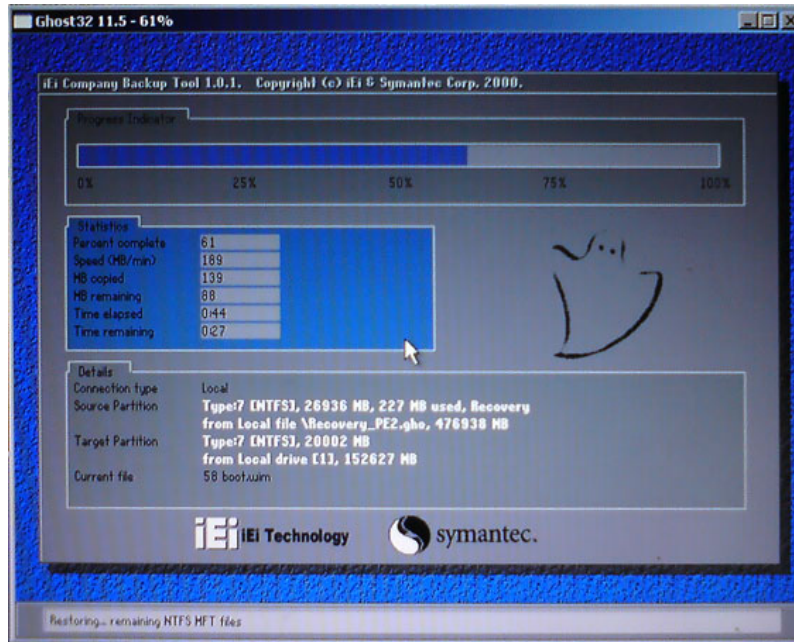 Ghost32 11.5 - 61%
iEi Company Backup Tool 1.0.1.   Copyright (c) iEi & Symantec Corp. 2000.
Progress Indicator
0% 25% 50% 75% 100%
Statistics
Percent complete 61
Speed (MB/min) 189
MB copied 139
MB remaining 88
Time elapsed 0:44
Time remaining 0:27
Details
Connection type Local
Source Partition Type:7 [NTFS], 26936 MB, 227 MB used, Recovery
from Local file \Recovery_PE2.gho, 476938 MB
Target Partition Type:7 [NTFS], 20002 MB
from Local drive [1], 152627 MB
Current file 58 boot.wim
iEi iEi Technology symantec.
Restoring... remaining NTFS MFT files